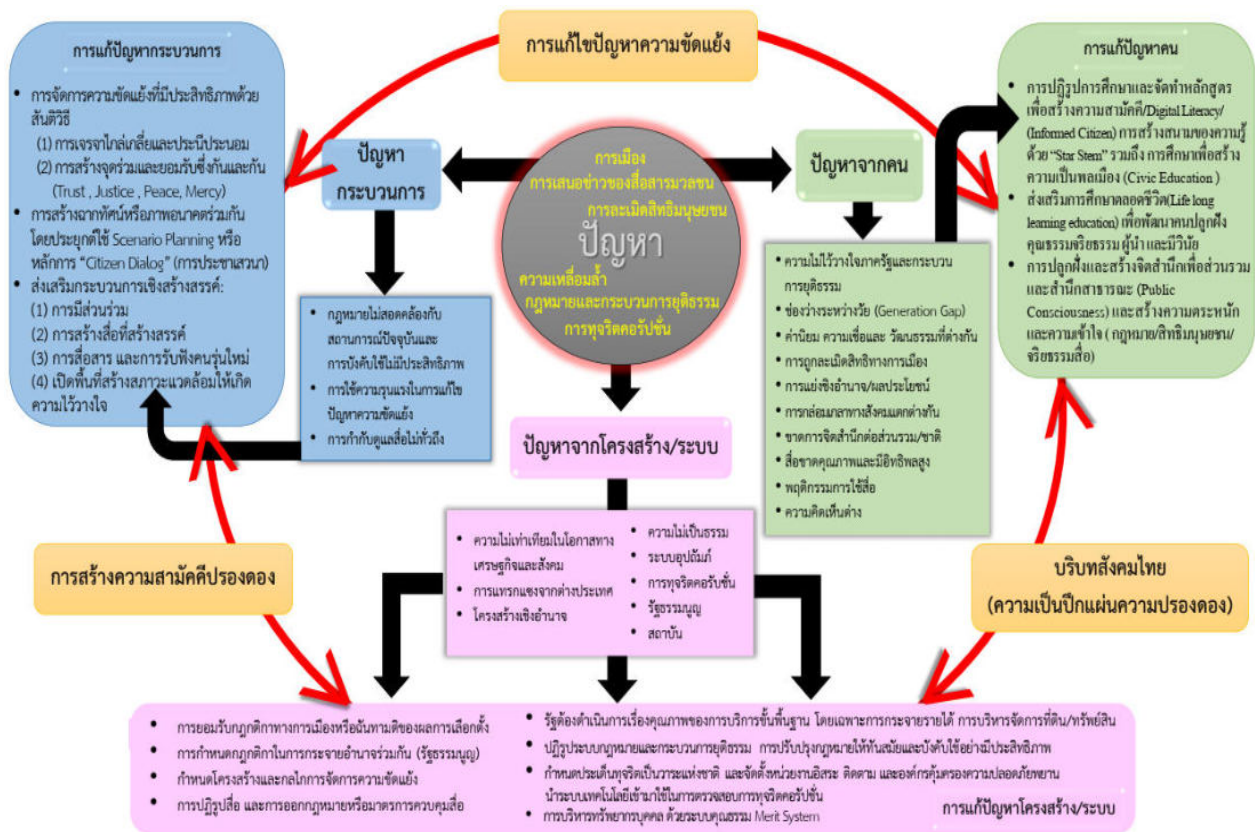 การแก้ไขปัญหาความขัดแย้ง
การแก้ปัญหากระบวนการ
• การจัดการความขัดแย้งที่มีประสิทธิภาพด้วย
สันติวิธี
(1) การเจรจาไกล่เกลี่ยและประนีประนอม
(2) การสร้างจุดร่วมและยอมรับซึ่งกันและกัน
(Trust , Justice , Peace, Mercy)
• การสร้างฉากทัศน์หรือภาพอนาคตร่วมกัน
โดยประยุกต์ใช้ Scenario Planning หรือ
หลักการ “Citizen Dialog” (การประชาเสวนา)
• ส่งเสริมกระบวนการเชิงสร้างสรรค์:
(1) การมีส่วนร่วม
(2) การสร้างสื่อที่สร้างสรรค์
(3) การสื่อสาร และการรับฟังคนรุ่นใหม่
(4) เปิดพื้นที่สร้างสภาวะแวดล้อมให้เกิด
ความไว้วางใจ
ปัญหา
กระบวนการ
• กฎหมายไม่สอดคล้องกับ
สถานการณ์ปัจจุบันและ
การบังคับใช้ไม่มีประสิทธิภาพ
• การใช้ความรุนแรงในการแก้ไข
ปัญหาความขัดแย้ง
• การกำกับดูแลสื่อไม่ทั่วถึง
การเมือง
การเสนอข่าวของสื่อสารมวลชน
การละเมิดสิทธิมนุษยชน
ปัญหา
ความเหลื่อมล้ำ
กฎหมายและกระบวนการยุติธรรม
การทุจริตคอรัปชั่น
ปัญหาจากคน
• ความไม่ไว้วางใจภาครัฐและกระบวน
การยุติธรรม
• ช่องว่างระหว่างวัย (Generation Gap)
• ค่านิยม ความเชื่อและ วัฒนธรรมที่ต่างกัน
• การถูกละเมิดสิทธิทางการเมือง
• การแย่งชิงอำนาจ/ผลประโยชน์
• การกล่อมเกลาทางสังคมแตกต่างกัน
• ขาดการจิตสำนึกต่อส่วนรวม/ชาติ
• สื่อขาดคุณภาพและมีอิทธิพลสูง
• พฤติกรรมการใช้สื่อ
• ความคิดเห็นต่าง
การแก้ปัญหาคน
• การปฏิรูปการศึกษาและจัดทำหลักสูตร
เพื่อสร้างความสามัคคี/Digital Literacy/
(Informed Citizen) การสร้างสนามของความรู้
ด้วย “Star Stem” รวมถึง การศึกษาเพื่อสร้าง
ความเป็นพลเมือง (Civic Education )
• ส่งเสริมการศึกษาตลอดชีวิต(Life long
learning education) เพื่อพัฒนาคนปลูกฝัง
คุณธรรมจริยธรรม ผู้นำ และมีวินัย
• การปลูกฝังและสร้างจิตสำนึกเพื่อส่วนรวม
และสำนึกสาธารณะ (Public
Consciousness) และสร้างความตระหนัก
และความเข้าใจ ( กฎหมาย/สิทธิมนุษยชน/
จริยธรรมสื่อ)
ปัญหาจากโครงสร้าง/ระบบ
• ความไม่เท่าเทียมในโอกาสทาง
เศรษฐกิจและสังคม
• การแทรกแซงจากต่างประเทศ
• โครงสร้างเชิงอำนาจ
• ความไม่เป็นธรรม
• ระบบอุปถัมภ์
• การทุจริตคอรับชั่น
• รัฐธรรมนูญ
• สถาบัน
การสร้างความสามัคคีปรองดอง
บริบทสังคมไทย
(ความเป็นปึกแผ่นความปรองดอง)
• การยอมรับกฎกติกาทางการเมืองหรือฉันทามติของผลการเลือกตั้ง
• การกำหนดกฎกติในการกระจายอำนาจร่วมกัน (รัฐธรรมนูญ)
• กำหนดโครงสร้างและกลไกการจัดการความขัดแย้ง
• การปฏิรูปสื่อ และการออกกฎหมายหรือมาตรการควบคุมสื่อ
• รัฐต้องดำเนินการเรื่องคุณภาพของการบริการขั้นพื้นฐาน โดยเฉพาะการกระจายรายได้ การบริหารจัดการที่ดิน/ทรัพย์สิน
• ปฏิรูประบบกฎหมายและกระบวนการยุติธรรม การปรับปรุงกฎหมายให้ทันสมัยและบังคับใช้อย่างมีประสิทธิภาพ
• กำหนดประเด็นทุจริตเป็นวาระแห่งชาติ และจัดตั้งหน่วยงานอิสระ ติดตาม และองค์กรคุ้มครองความปลอดภัยพยาน
นำระบบเทคโนโลยีเข้ามาใช้ในการตรวจสอบการทุจริตคอรัปชั่น
• การบริหารทรัพยากรบุคคล ด้วยระบบคุณธรรม Merit System
การแก้ปัญหาโครงสร้าง/ระบบ